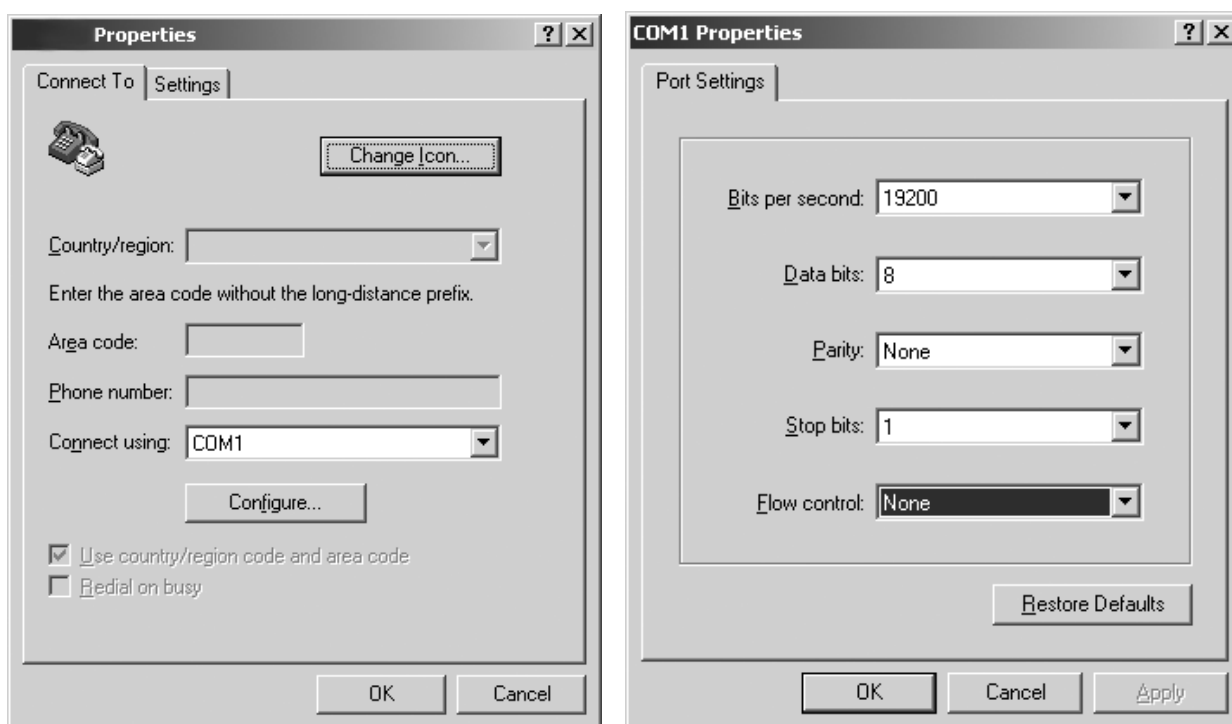 Properties
Connect To
Settings
Change Icon...
Country/region:
Enter the area code without the long-distance prefix.
Area code:
Phone number:
Connect using: COM1
Configure...
Use country/region code and area code
Redial on busy
OK Cancel
COM1 Properties
Port Settings
Bits per second: 19200
Data bits: 8
Parity: None
Stop bits: 1
Flow control: None
Restore Defaults
OK Cancel Apply